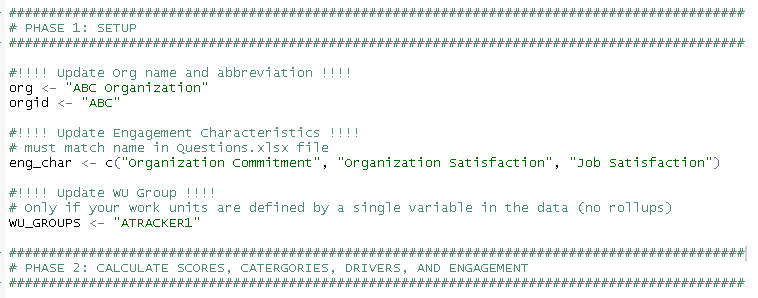 ################################################################################
# PHASE 1: SETUP
################################################################################
#!!!! Update Org name and abbreviation !!!!
org <- "ABC Organization"
orgid <- "ABC"
#!!!! Update Engagement Characteristics !!!!
# must match name in Questions.xlsx file
eng_char <- c("Organization Commitment", "Organization Satisfaction", "Job Satisfaction")
#!!!! Update WU Group !!!!
# Only if your work units are defined by a single variable in the data (no rollups)
WU_GROUPS <- "ATRACKER1"
################################################################################
# PHASE 2: CALCULATE SCORES, CATERGORIES, DRIVERS, AND ENGAGEMENT
################################################################################